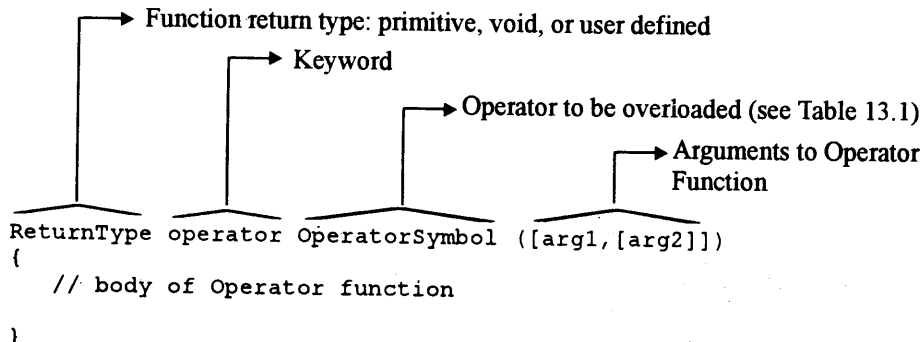 Function return type: primitive, void, or user defined
Keyword
Operator to be overloaded (see Table 13.1)
Arguments to Operator
Function
ReturnType operator OperatorSymbol ([arg1,[arg2]])
{
// body of Operator function
}